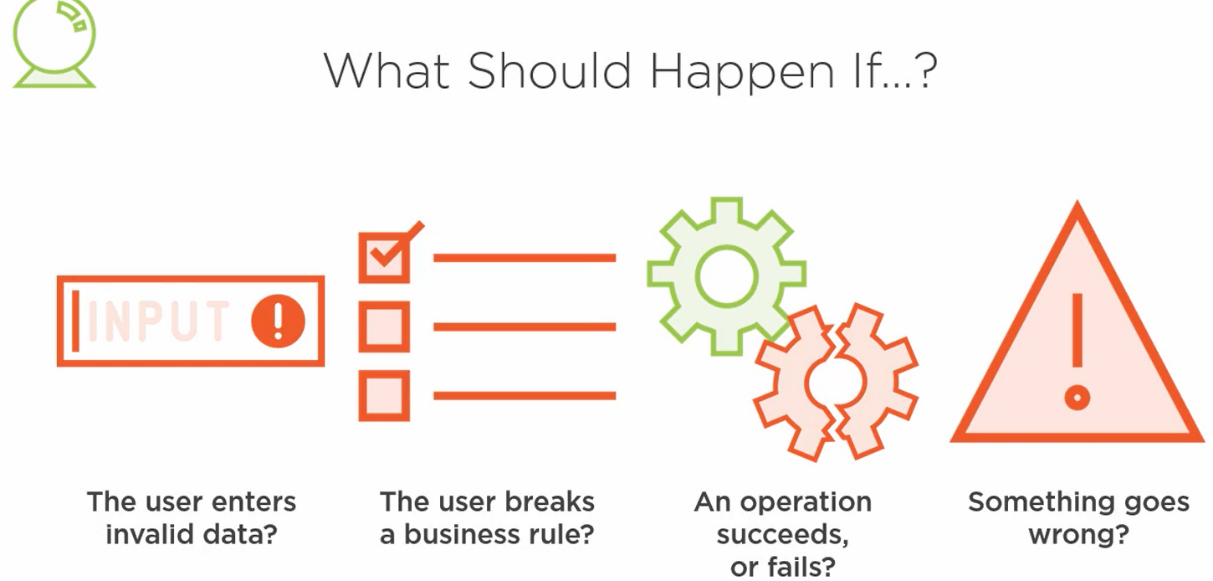 What Should Happen If...?
INPUT
The user enters
invalid data?
The user breaks
a business rule?
An operation
succeeds,
or fails?
Something goes
wrong?